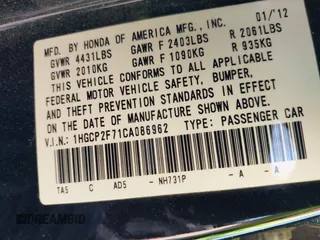 MFD. BY HONDA OF AMERICA MFG., INC. 01/'12
GVWR 4431LBS GAWR F 2403LBS R 2061LBS
GVWR 2010KG GAWR F 1090KG R 935KG
THIS VEHICLE CONFORMS TO ALL APPLICABLE
FEDERAL MOTOR VEHICLE SAFETY, BUMPER,
AND THEFT PREVENTION STANDARDS IN EFFECT
ON THE DATE OF MANUFACTURE SHOWN ABOVE.
V.I.N.: 1HGCP2F71CA086962 TYPE: PASSENGER CAR
TA5 C AD5 - NH731P - A - A
DREAMBID